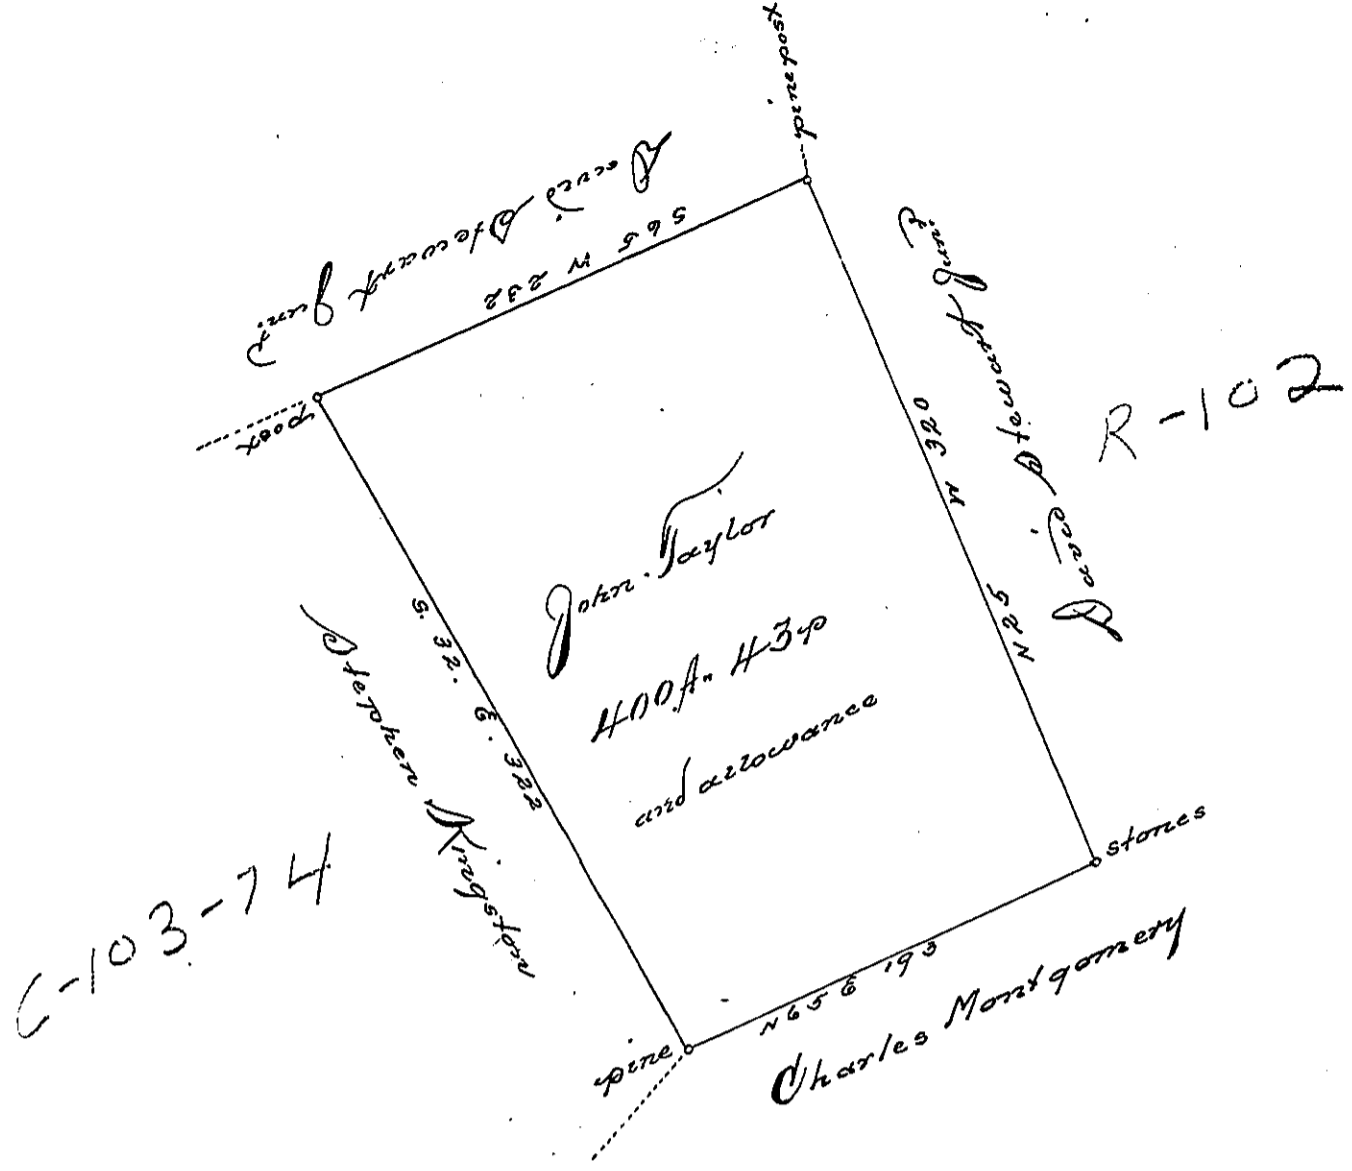 pine post
David Stewart Junr
S 65 W 232
post
David Stewart Junr
N 25 W 320
R-102
John Taylor
400A. 43p
and allowance
S. 32. E. 322
Stephen Kingston
C-103-74
stones
N 65 E 193
Charles Montgomery
pine